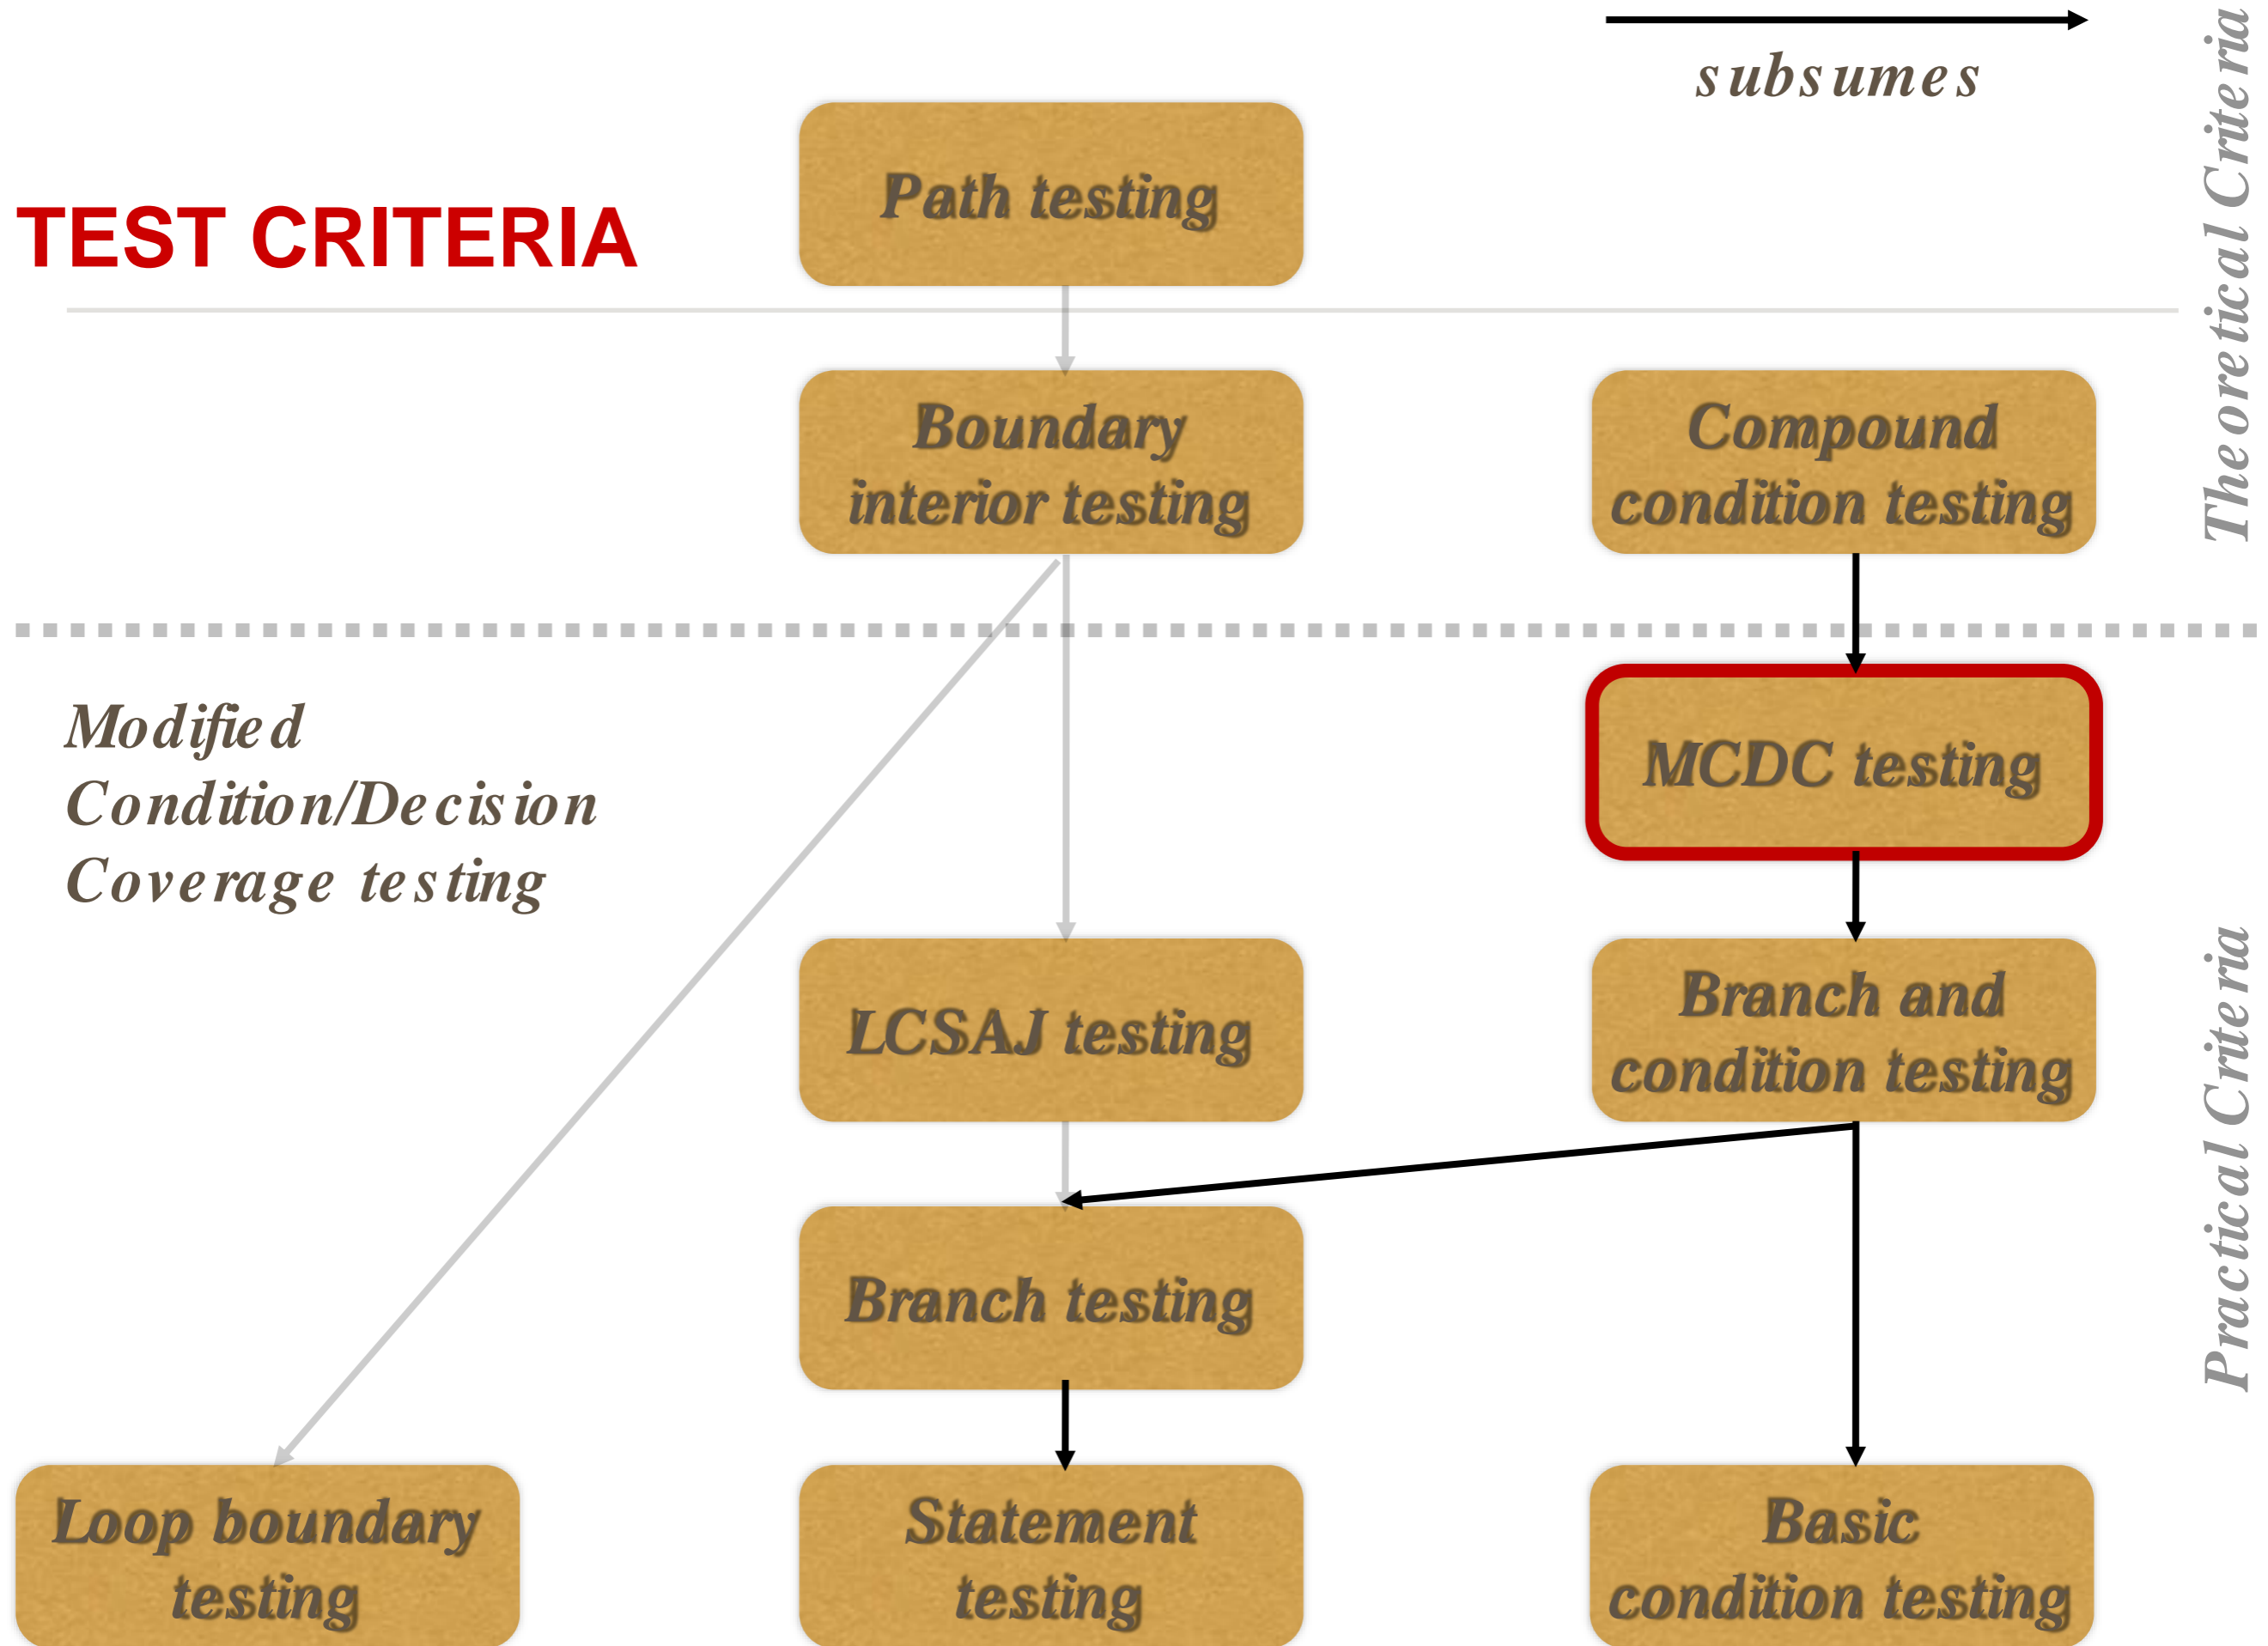 subsumes
Theoretical Criteria
Path testing
TEST CRITERIA
Boundary
interior testing
Compound
condition testing
Modified
Condition/Decision
Coverage testing
MCDC testing
Practical Criteria
LCSAJ testing
Branch and
condition testing
Branch testing
Loop boundary
testing
Statement
testing
Basic
condition testing